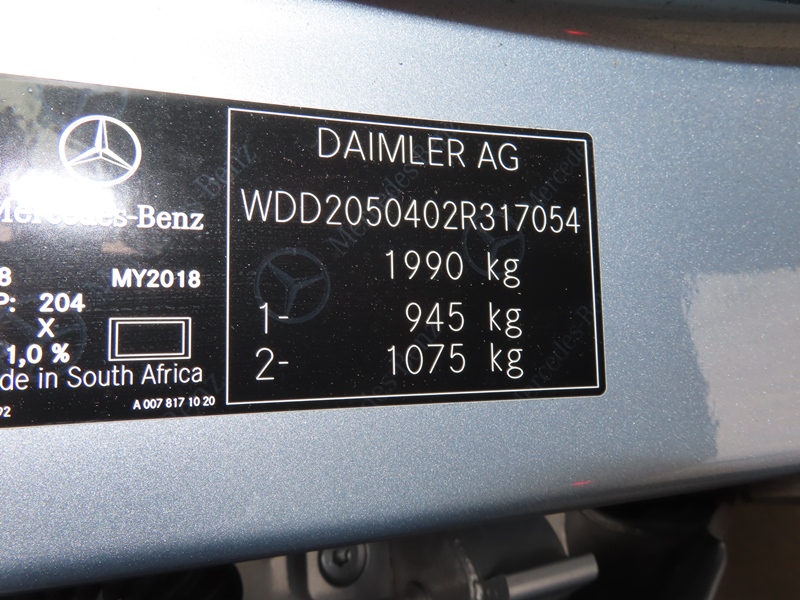 Mercedes-Benz
8 MY2018
P: 204
X
1,0 %
de in South Africa
92 A 007 817 10 20
DAIMLER AG
WDD2050402R317054
1990 kg
1- 945 kg
2- 1075 kg